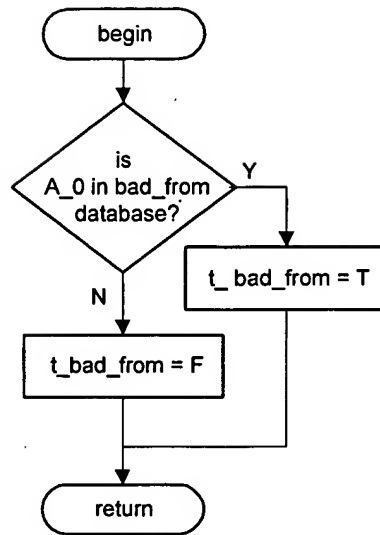 begin
is
A_0 in bad_from
database?
Y
t_ bad_from = T
N
t_bad_from = F
return